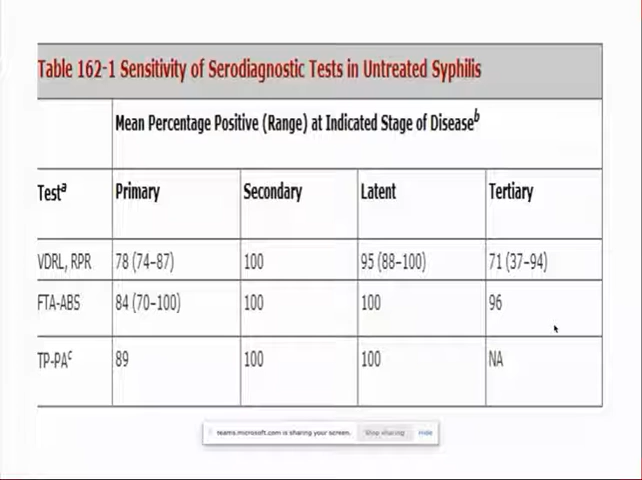 Table 162-1 Sensitivity of Serodiagnostic Tests in Untreated Syphilis
Mean Percentage Positive (Range) at Indicated Stage of Disease^b
Test^a Primary Secondary Latent Tertiary
VDRL, RPR 78 (74–87) 100 95 (88–100) 71 (37–94)
FTA-ABS 84 (70–100) 100 100 96
TP-PA^c 89 100 100 NA
teams.microsoft.com is sharing your screen. Stop sharing Hide